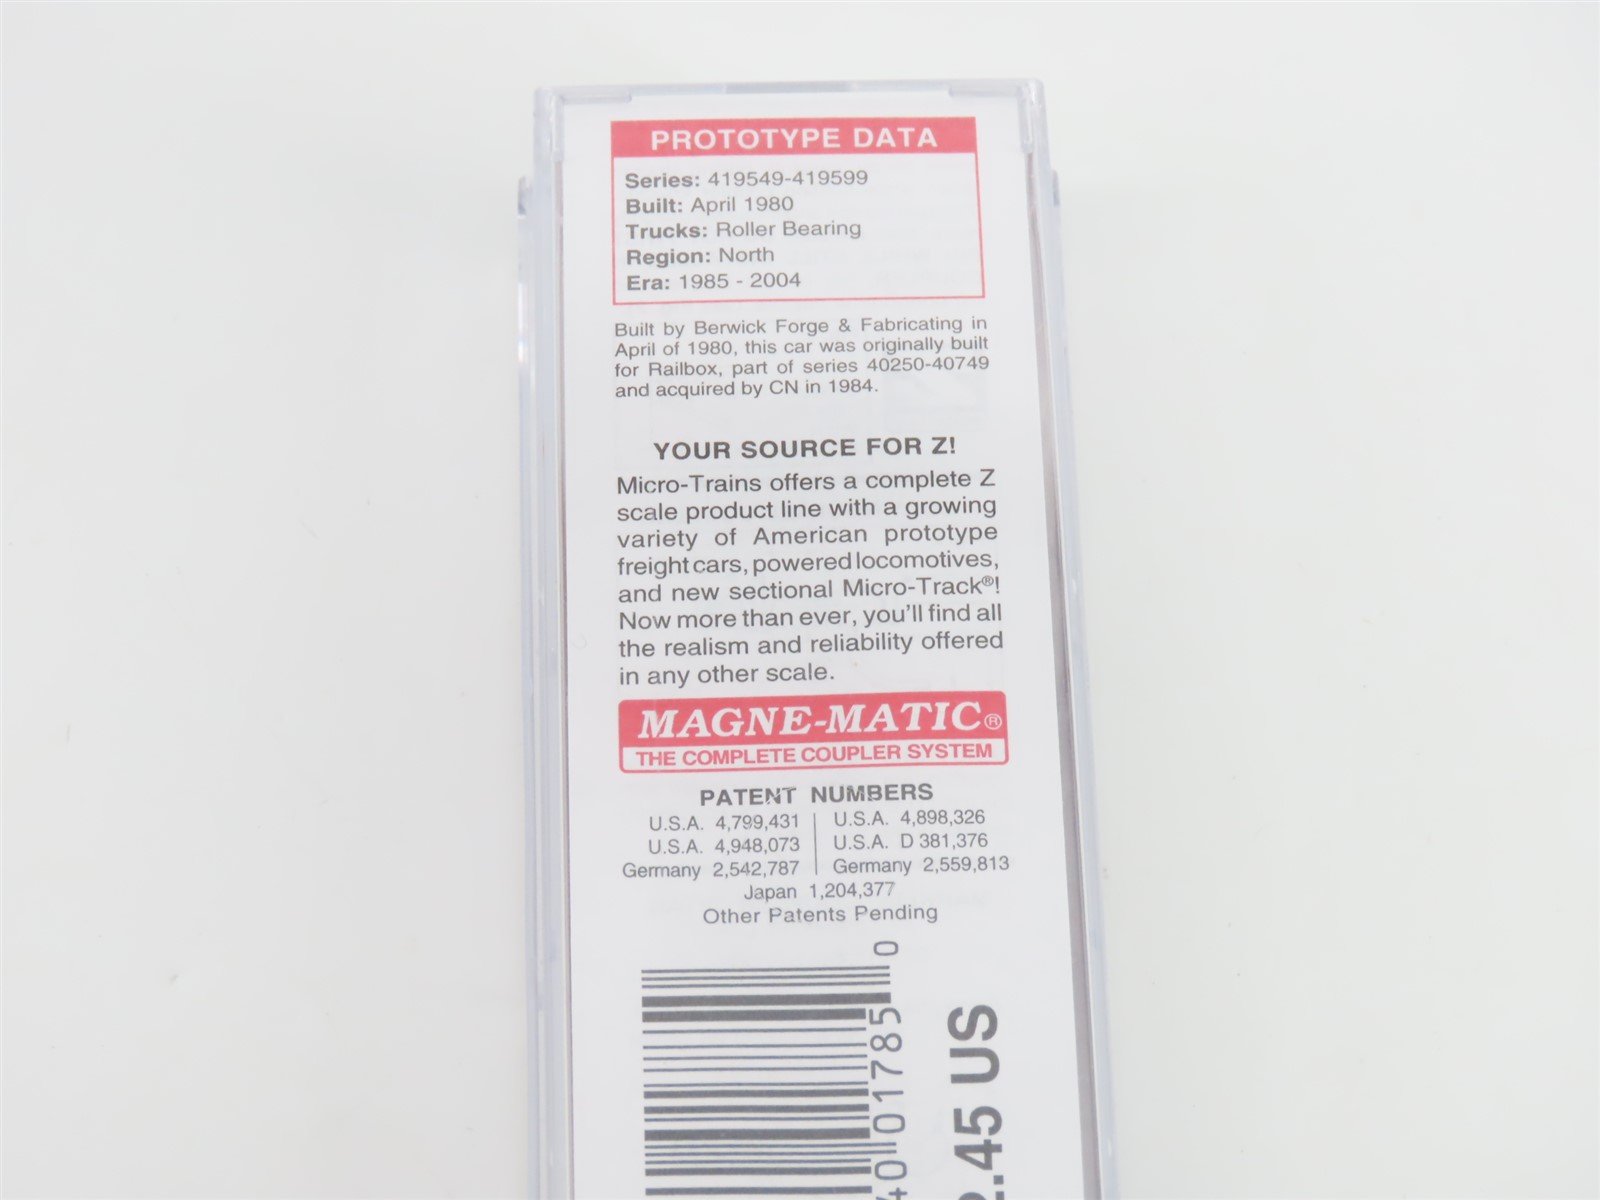 PROTOTYPE DATA
Series: 419549-419599
Built: April 1980
Trucks: Roller Bearing
Region: North
Era: 1985 - 2004
Built by Berwick Forge & Fabricating in
April of 1980, this car was originally built
for Railbox, part of series 40250-40749
and acquired by CN in 1984.
YOUR SOURCE FOR Z!
Micro-Trains offers a complete Z
scale product line with a growing
variety of American prototype
freight cars, powered locomotives,
and new sectional Micro-Track®!
Now more than ever, you'll find all
the realism and reliability offered
in any other scale.
MAGNE-MATIC®
THE COMPLETE COUPLER SYSTEM
PATENT NUMBERS
U.S.A. 4,799,431 | U.S.A. 4,898,326
U.S.A. 4,948,073 | U.S.A. D 381,376
Germany 2,542,787 | Germany 2,559,813
Japan 1,204,377
Other Patents Pending
40 01785 0
.45 US